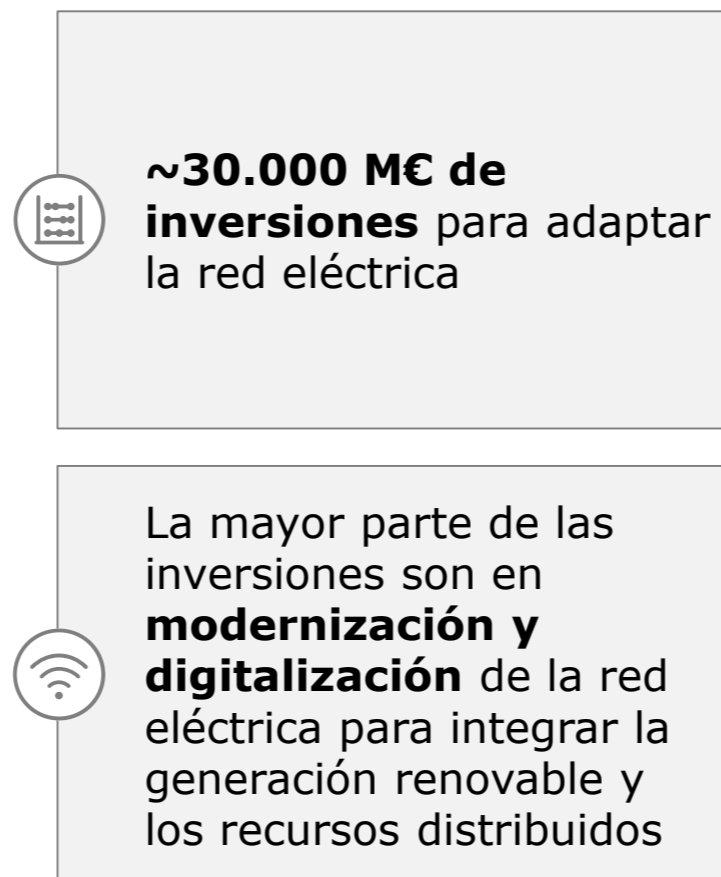 ~30.000 M€ de
inversiones para adaptar
la red eléctrica
La mayor parte de las
inversiones son en
modernización y
digitalización de la red
eléctrica para integrar la
generación renovable y
los recursos distribuidos